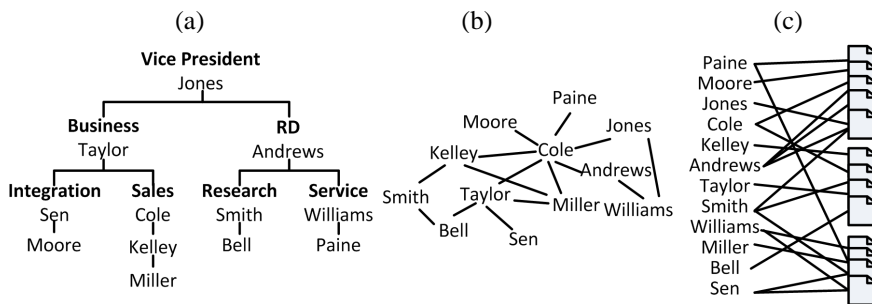 (a)
Vice President
Jones
Business RD
Taylor Andrews
Integration Sales Research Service
Sen Cole Smith Williams
Moore Kelley Bell Paine
Miller
(b)
Paine
Moore Jones
Cole
Kelley
Andrews
Smith Taylor
Miller Williams
Bell
Sen
(c)
Paine
Moore
Jones
Cole
Kelley
Andrews
Taylor
Smith
Williams
Miller
Bell
Sen